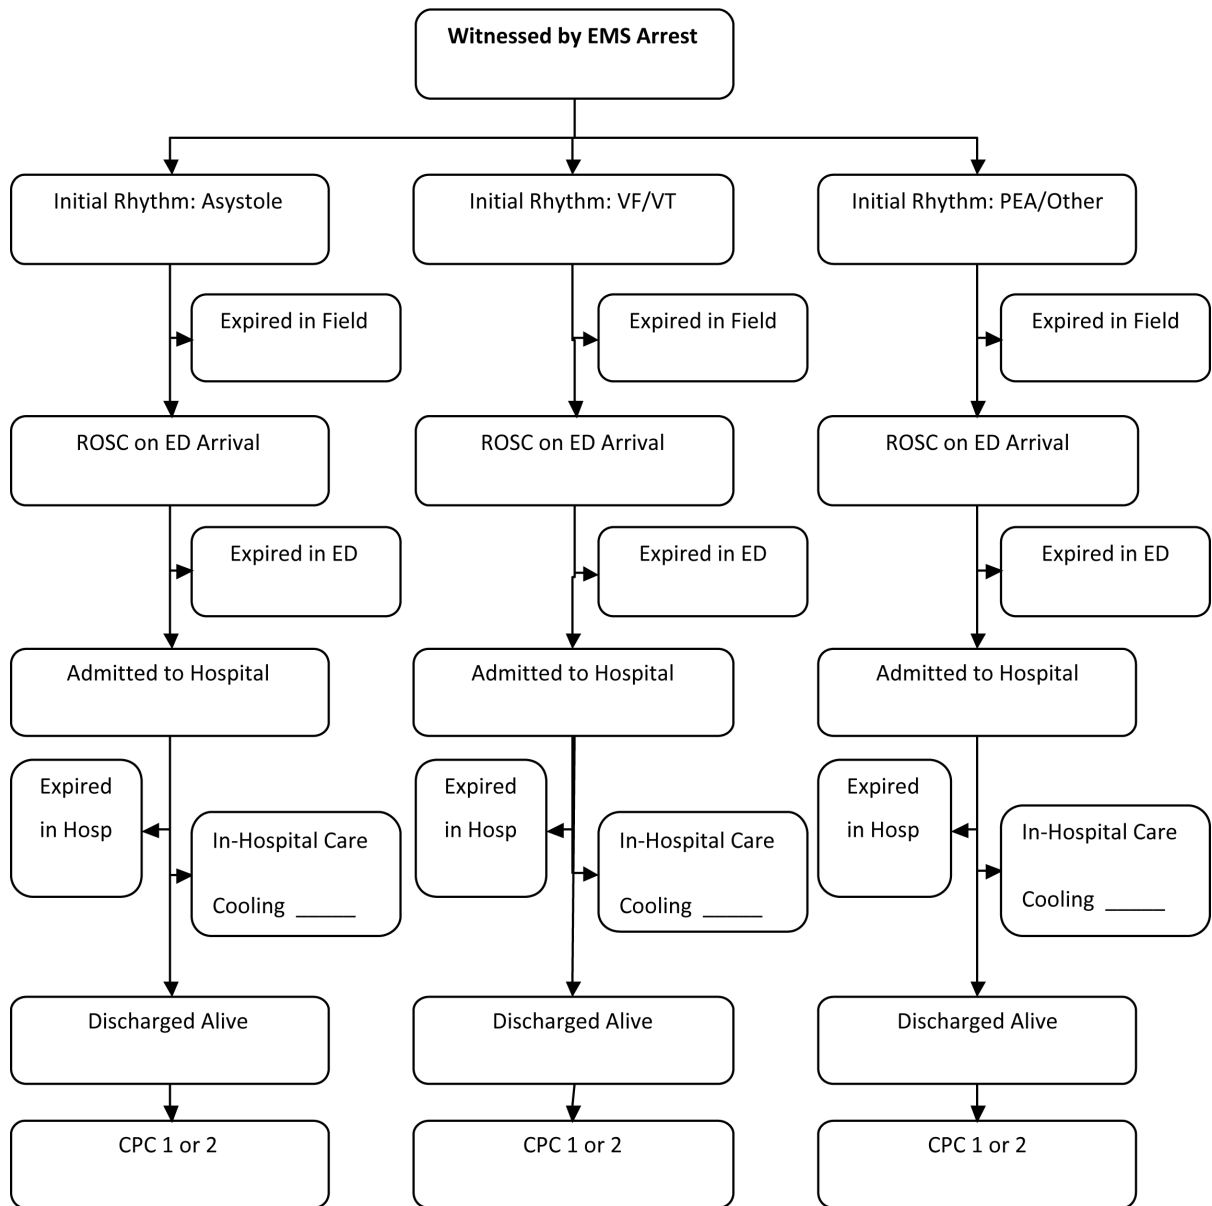 Witnessed by EMS Arrest
Initial Rhythm: Asystole
Initial Rhythm: VF/VT
Initial Rhythm: PEA/Other
Expired in Field
Expired in Field
Expired in Field
ROSC on ED Arrival
ROSC on ED Arrival
ROSC on ED Arrival
Expired in ED
Expired in ED
Expired in ED
Admitted to Hospital
Admitted to Hospital
Admitted to Hospital
Expired
in Hosp
In-Hospital Care
Cooling _____
Expired
in Hosp
In-Hospital Care
Cooling _____
Expired
in Hosp
In-Hospital Care
Cooling _____
Discharged Alive
Discharged Alive
Discharged Alive
CPC 1 or 2
CPC 1 or 2
CPC 1 or 2